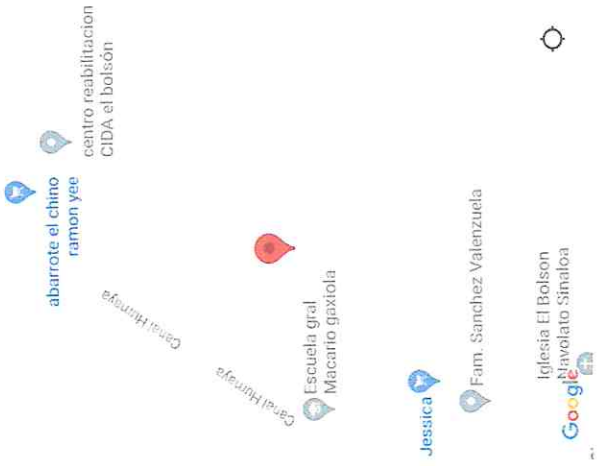 abarrote el chino
ramon yee
centro reabilitacion
CIDA el bolsón
Canal Humaya
Canal Humaya
Escuela gral
Macario gaxiola
Jessica
Fam. Sanchez Valenzuela
Iglesia El Bolson
Navolato Sinaloa
Google